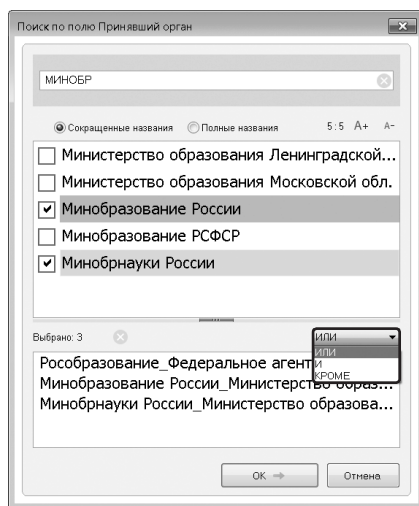 Поиск по полю Принявший орган
МИНОБР
Сокращенные названия Полные названия 5:5 A+ A-
Министерство образования Ленинградской...
Министерство образования Московской обл.
Минобразование России
Минобразование РСФСР
Минобрнауки России
Выбрано: 3 ИЛИ
ИЛИ
И
КРОМЕ
Рособразование_Федеральное агент
Минобразование России_Министерство образ...
Минобрнауки России_Министерство образова...
OK Отмена